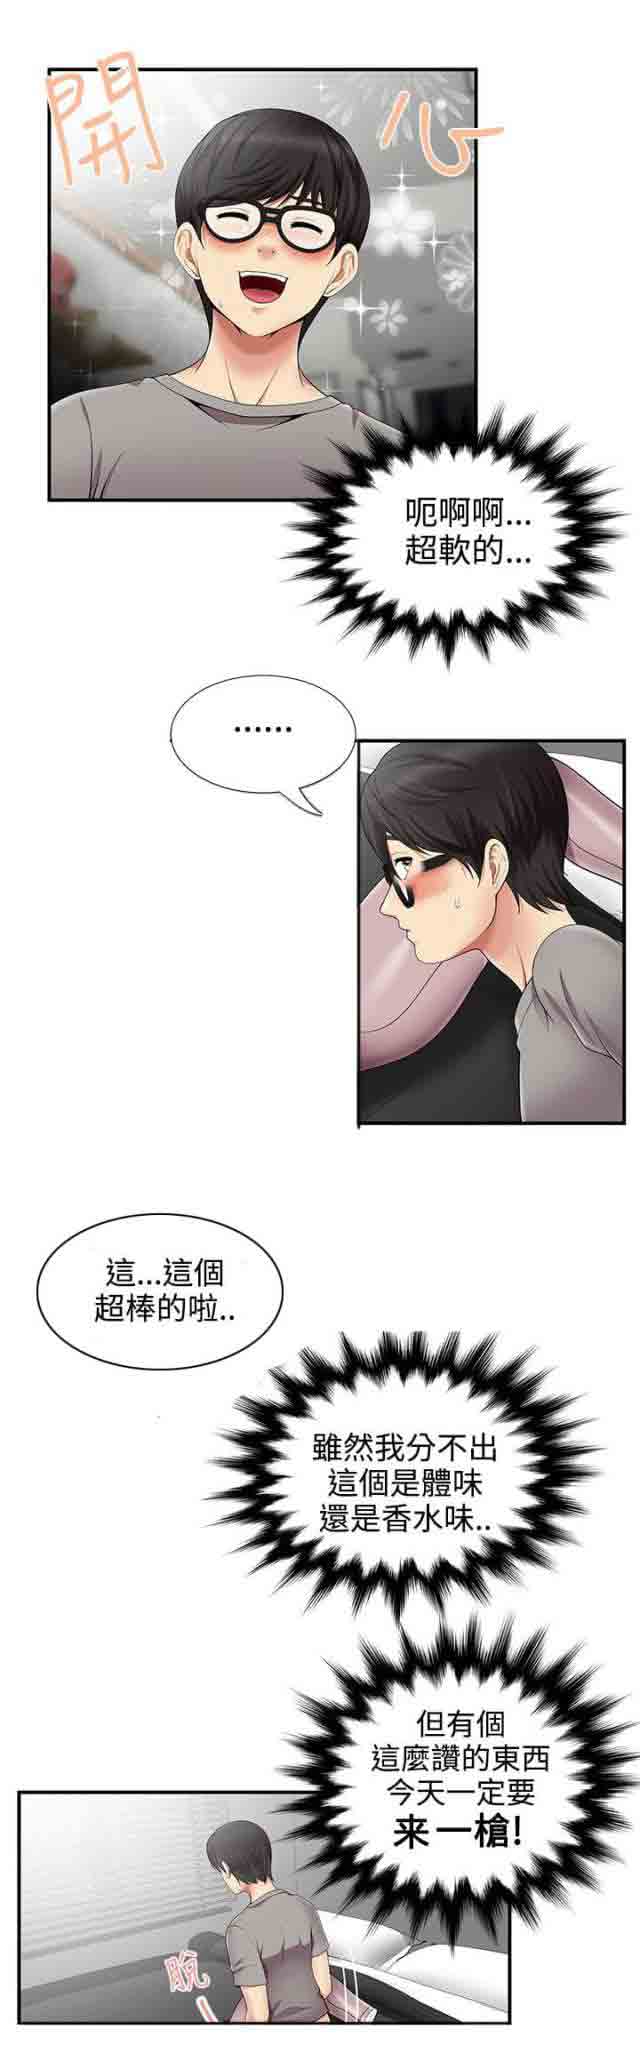 開心
呃啊啊...
超軟的...
......
這...這個
超棒的啦..
雖然我分不出
這個是體味
還是香水味..
但有個
這麼讚的東西
今天一定要
来一槍!
脫